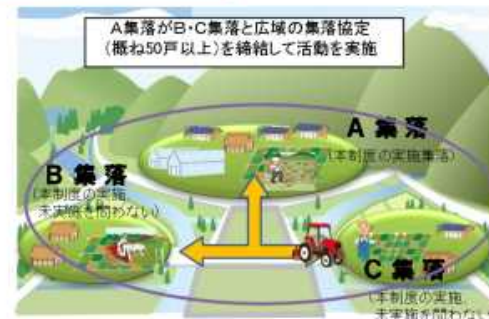 A集落がB・C集落と広域の集落協定
(概ね50戸以上)を締結して活動を実施
A 集落
(本制度の実施集落)
B 集落
(本制度の実施、
未実施を問わない)
C 集落
(本制度の実施、
未実施を問わない)